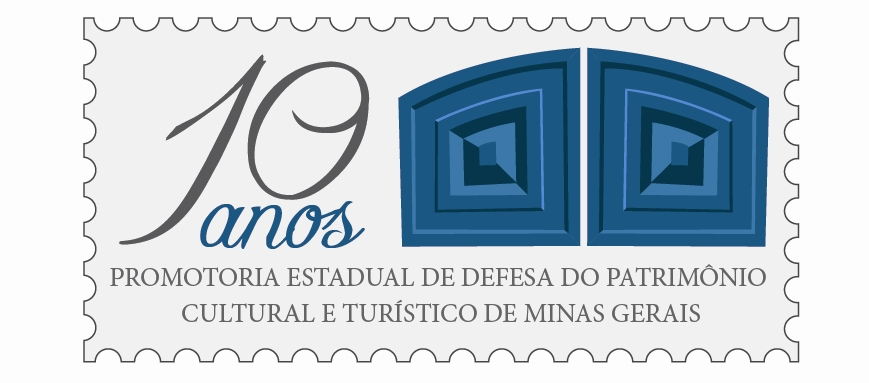 10
anos
PROMOTORIA ESTADUAL DE DEFESA DO PATRIMÔNIO
CULTURAL E TURÍSTICO DE MINAS GERAIS